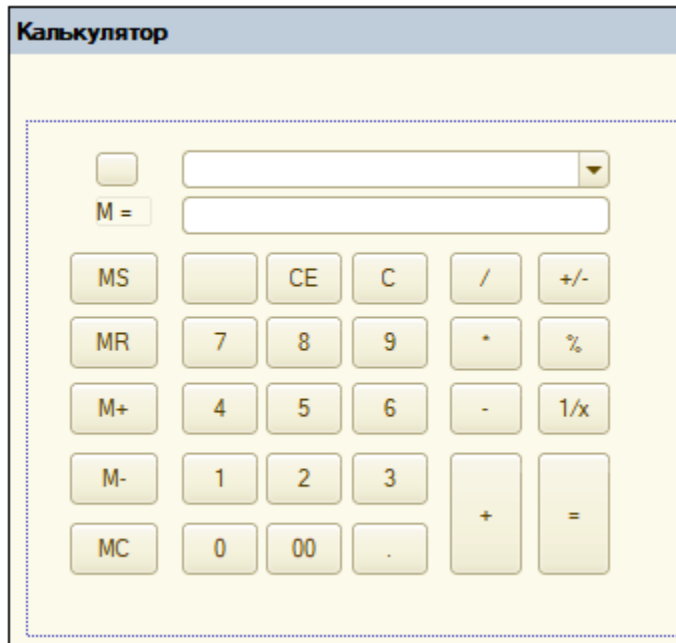 Калькулятор
M =
MS CE C / +/-
MR 7 8 9 * %
M+ 4 5 6 - 1/x
M- 1 2 3 + =
MC 0 00 .